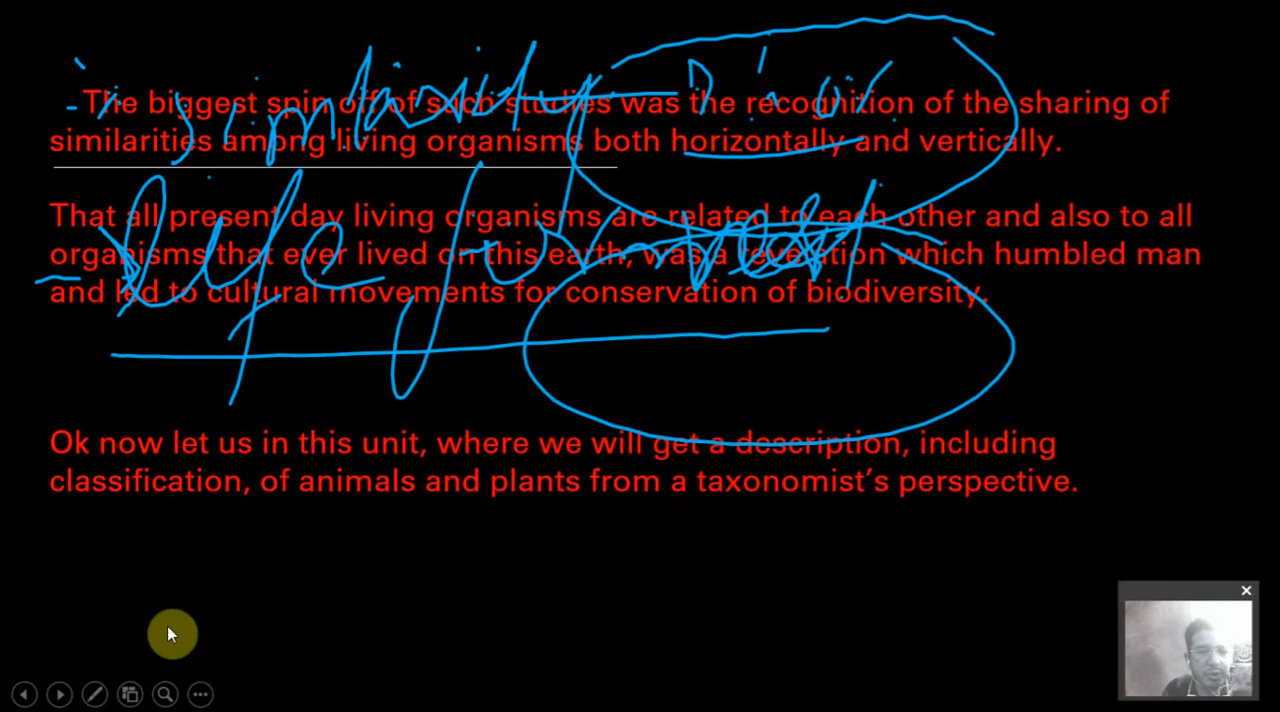 The biggest spin off of such studies was the recognition of the sharing of
similarities among living organisms both horizontally and vertically.
That all present day living organisms are related to each other and also to all
organisms that ever lived on this earth, was a revelation which humbled man
and led to cultural movements for conservation of biodiversity.
Ok now let us in this unit, where we will get a description, including
classification, of animals and plants from a taxonomist's perspective.